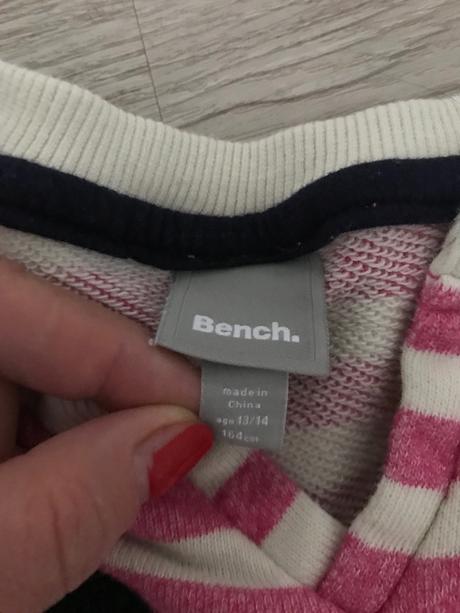 Bench.
made in
China
age 13/14
164cm